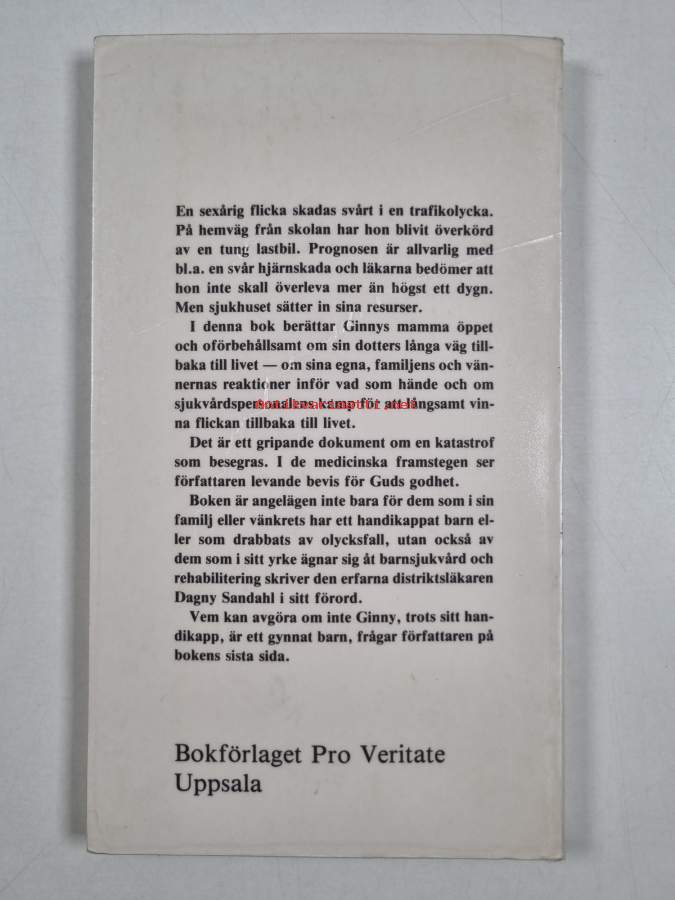 En sexårig flicka skadas svårt i en trafikolycka.
På hemväg från skolan har hon blivit överkörd
av en tung lastbil. Prognosen är allvarlig med
bl.a. en svår hjärnskada och läkarna bedömer att
hon inte skall överleva mer än högst ett dygn.
Men sjukhuset sätter in sina resurser.
I denna bok berättar Ginnys mamma öppet
och oförbehållsamt om sin dotters långa väg till-
baka till livet — om sina egna, familjens och vän-
nernas reaktioner inför vad som hände och om
sjukvårdspersonalens kamp för att långsamt vin-
na flickan tillbaka till livet.
Det är ett gripande dokument om en katastrof
som besegras. I de medicinska framstegen ser
författaren levande bevis för Guds godhet.
Boken är angelägen inte bara för dem som i sin
familj eller vänkrets har ett handikappat barn el-
ler som drabbats av olycksfall, utan också av
dem som i sitt yrke ägnar sig åt barnsjukvård och
rehabilitering skriver den erfarna distriktsläkaren
Dagny Sandahl i sitt förord.
Vem kan avgöra om inte Ginny, trots sitt han-
dikapp, är ett gynnat barn, frågar författaren på
bokens sista sida.
Bokförlaget Pro Veritate
Uppsala